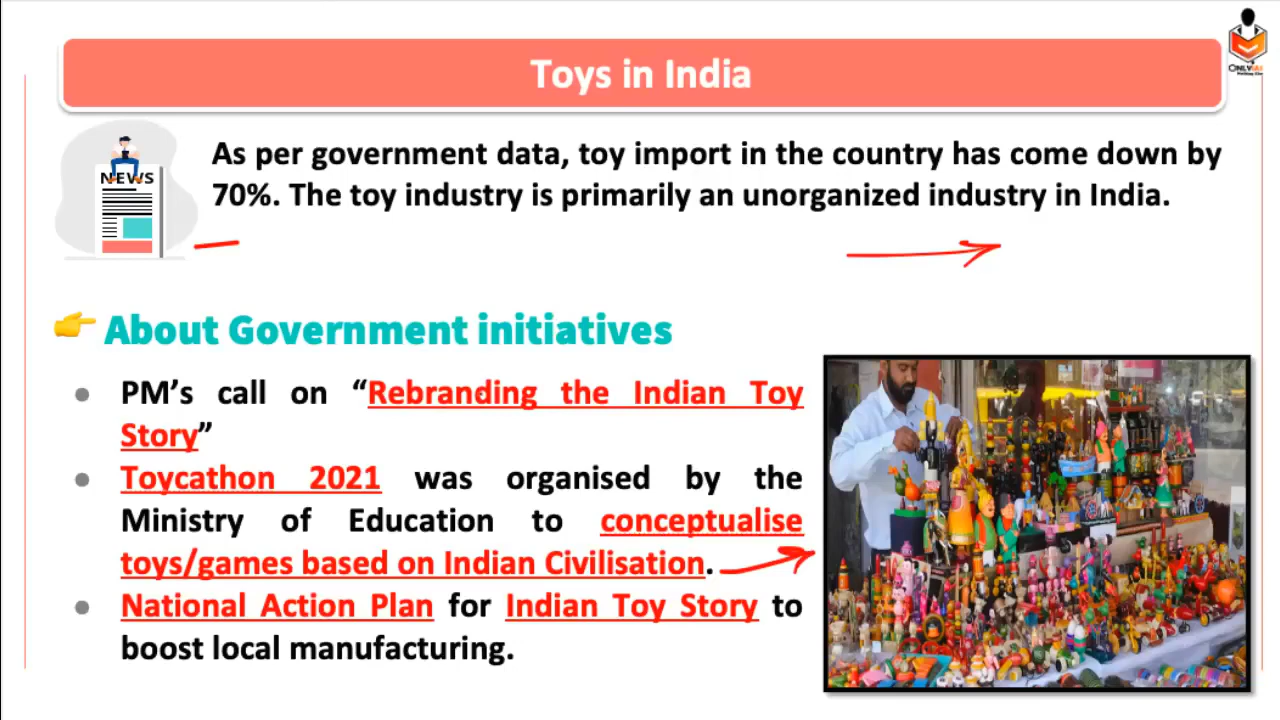 Toys in India
ONLYIAS
NEWS
As per government data, toy import in the country has come down by
70%. The toy industry is primarily an unorganized industry in India.
About Government initiatives
● PM’s call on “Rebranding the Indian Toy
Story”
● Toycathon 2021 was organised by the
Ministry of Education to conceptualise
toys/games based on Indian Civilisation.
● National Action Plan for Indian Toy Story to
boost local manufacturing.